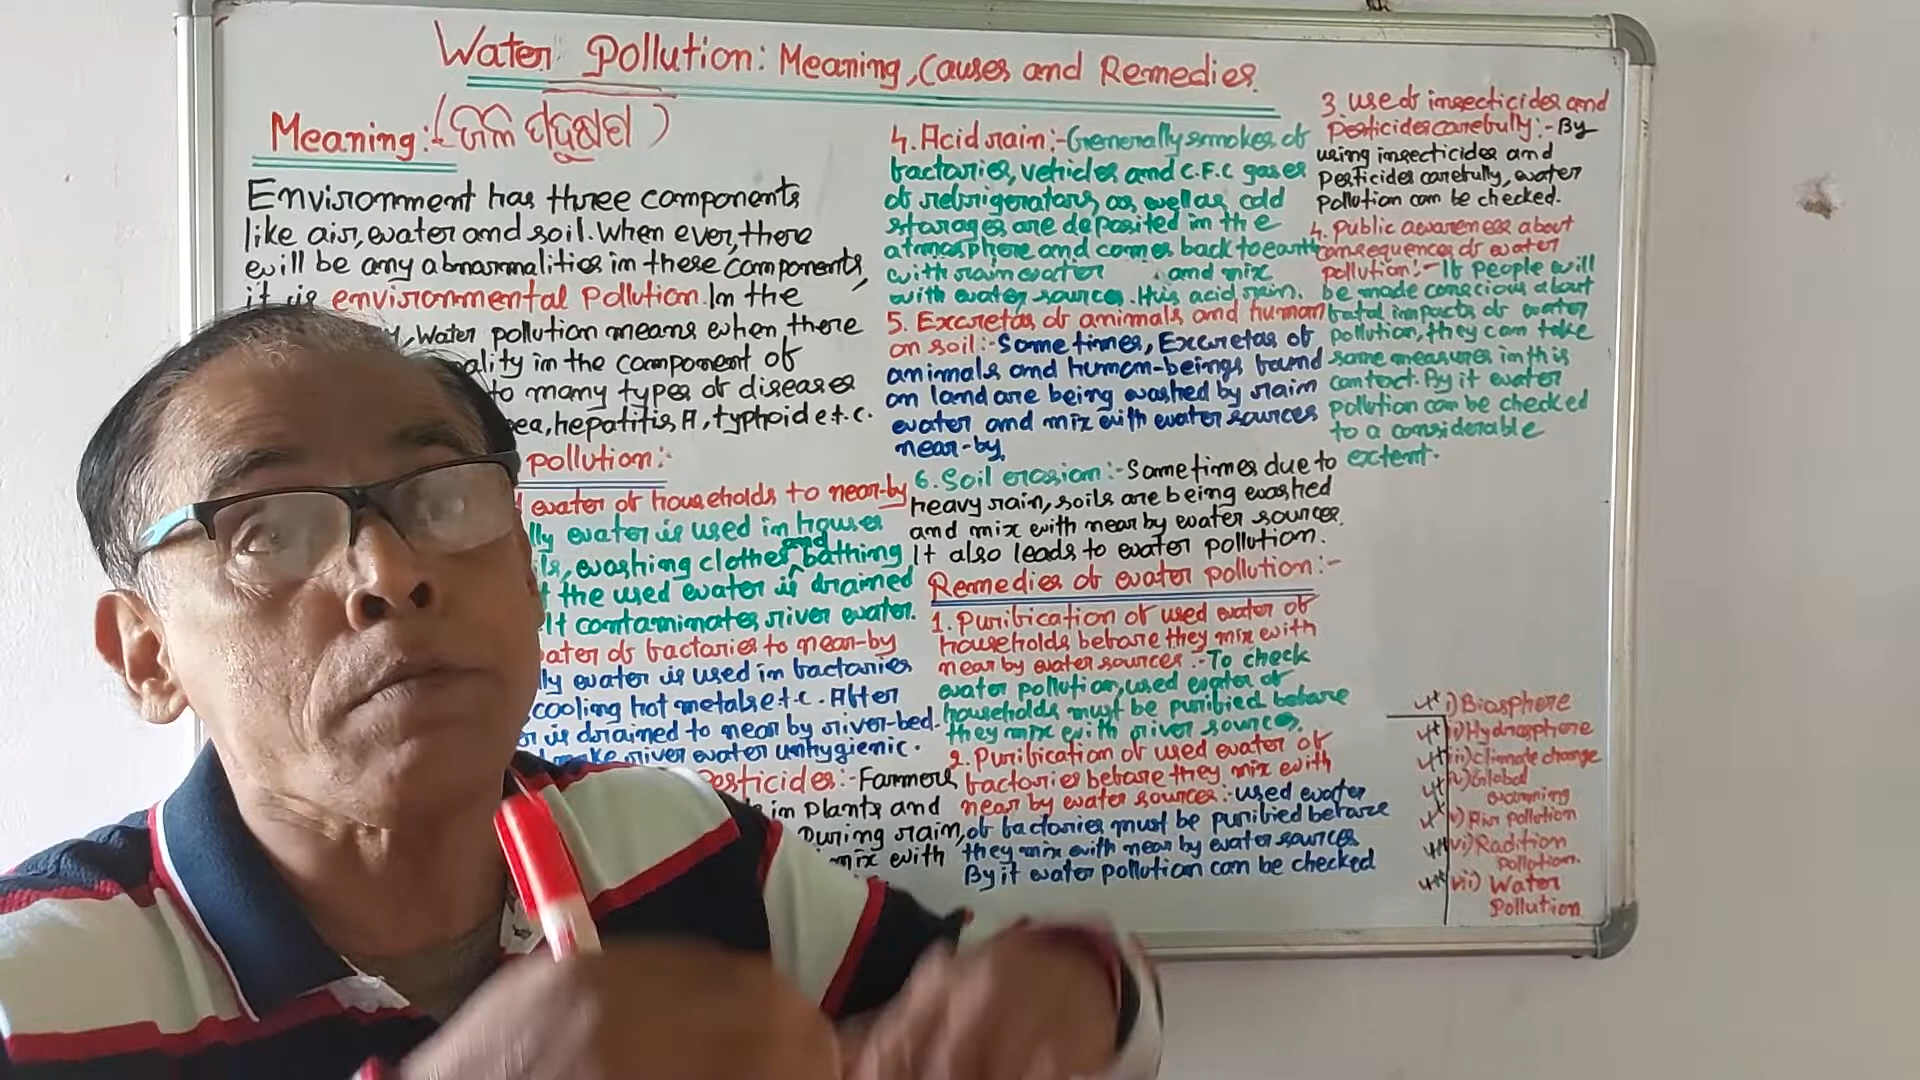 Water Pollution: Meaning, Causes and Remedies.
Meaning:-(ଜଳ ପ୍ରଦୂଷଣ)
Environment has three components
like air, water and soil. When ever, there
will be any abnormalities in these components,
it is environmental pollution. In the
, Water pollution means when there
ality in the component of
to many types of diseases
ea, hepatitis A, typhoid e.t.c.
pollution:-
water of households to near-by
lly water is used in houses
ls, washing clothes and bathing
the used water is drained
It contaminates river water.
ater of factories to near-by
ly water is used in factories
cooling hot metals e.t.c. After
r is drained to near by river-bed.
make river water unhygienic.
Pesticides:- Farmers
in plants and
During rain,
mix with
4. Acid rain:- Generally smokes of
factories, vehicles and C.F.C gases
of refrigerators as well as cold
storages are deposited in the
atmosphere and comes back to earth
with rain water and mix
with water sources. It is acid rain.
5. Excretas of animals and human
on soil:- Some times, Excretas of
animals and human-beings found
on land are being washed by rain
water and mix with water sources
near-by.
6. Soil erosion:- Sometimes due to
heavy rain, soils are being washed
and mix with near by water sources.
It also leads to water pollution.
Remedies of water pollution:-
1. Purification of used water of
households before they mix with
near by water sources:- To check
water pollution, used water of
households must be purified before
they mix with river sources.
2. Purification of used water of
factories before they mix with
near by water sources:- used water
of factories must be purified before
they mix with near by water sources
By it water pollution can be checked
3. use of insecticides and
Pesticides carefully:- By
using insecticides and
Pesticides carefully, water
pollution can be checked.
4. Public awareness about
consequences of water
pollution:- If people will
be made conscious about
fatal impacts of water
pollution, they can take
some measures in this
contact. By it water
pollution can be checked
to a considerable
extent.
i) Biosphere
ii) Hydrosphere
iii) climate change
iv) Global
warming
v) Air pollution
vi) Radition
Pollution.
vii) Water
Pollution